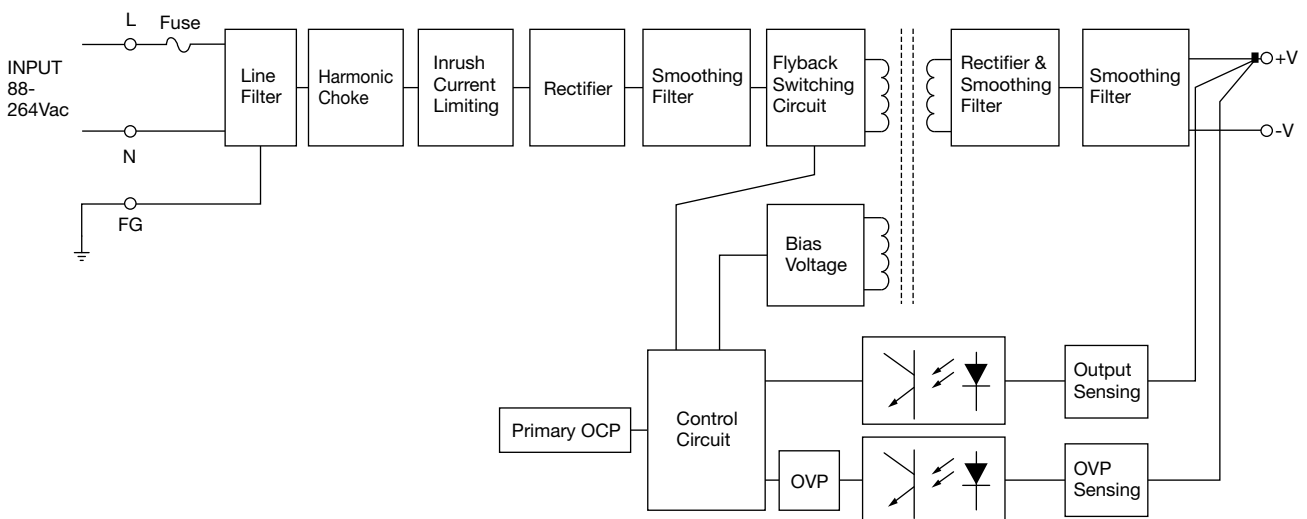 L
Fuse
INPUT
88-
264Vac
N
FG
Line
Filter
Harmonic
Choke
Inrush
Current
Limiting
Rectifier
Smoothing
Filter
Flyback
Switching
Circuit
Rectifier &
Smoothing
Filter
Smoothing
Filter
+V
-V
Bias
Voltage
Primary OCP
Control
Circuit
Output
Sensing
OVP
OVP
Sensing